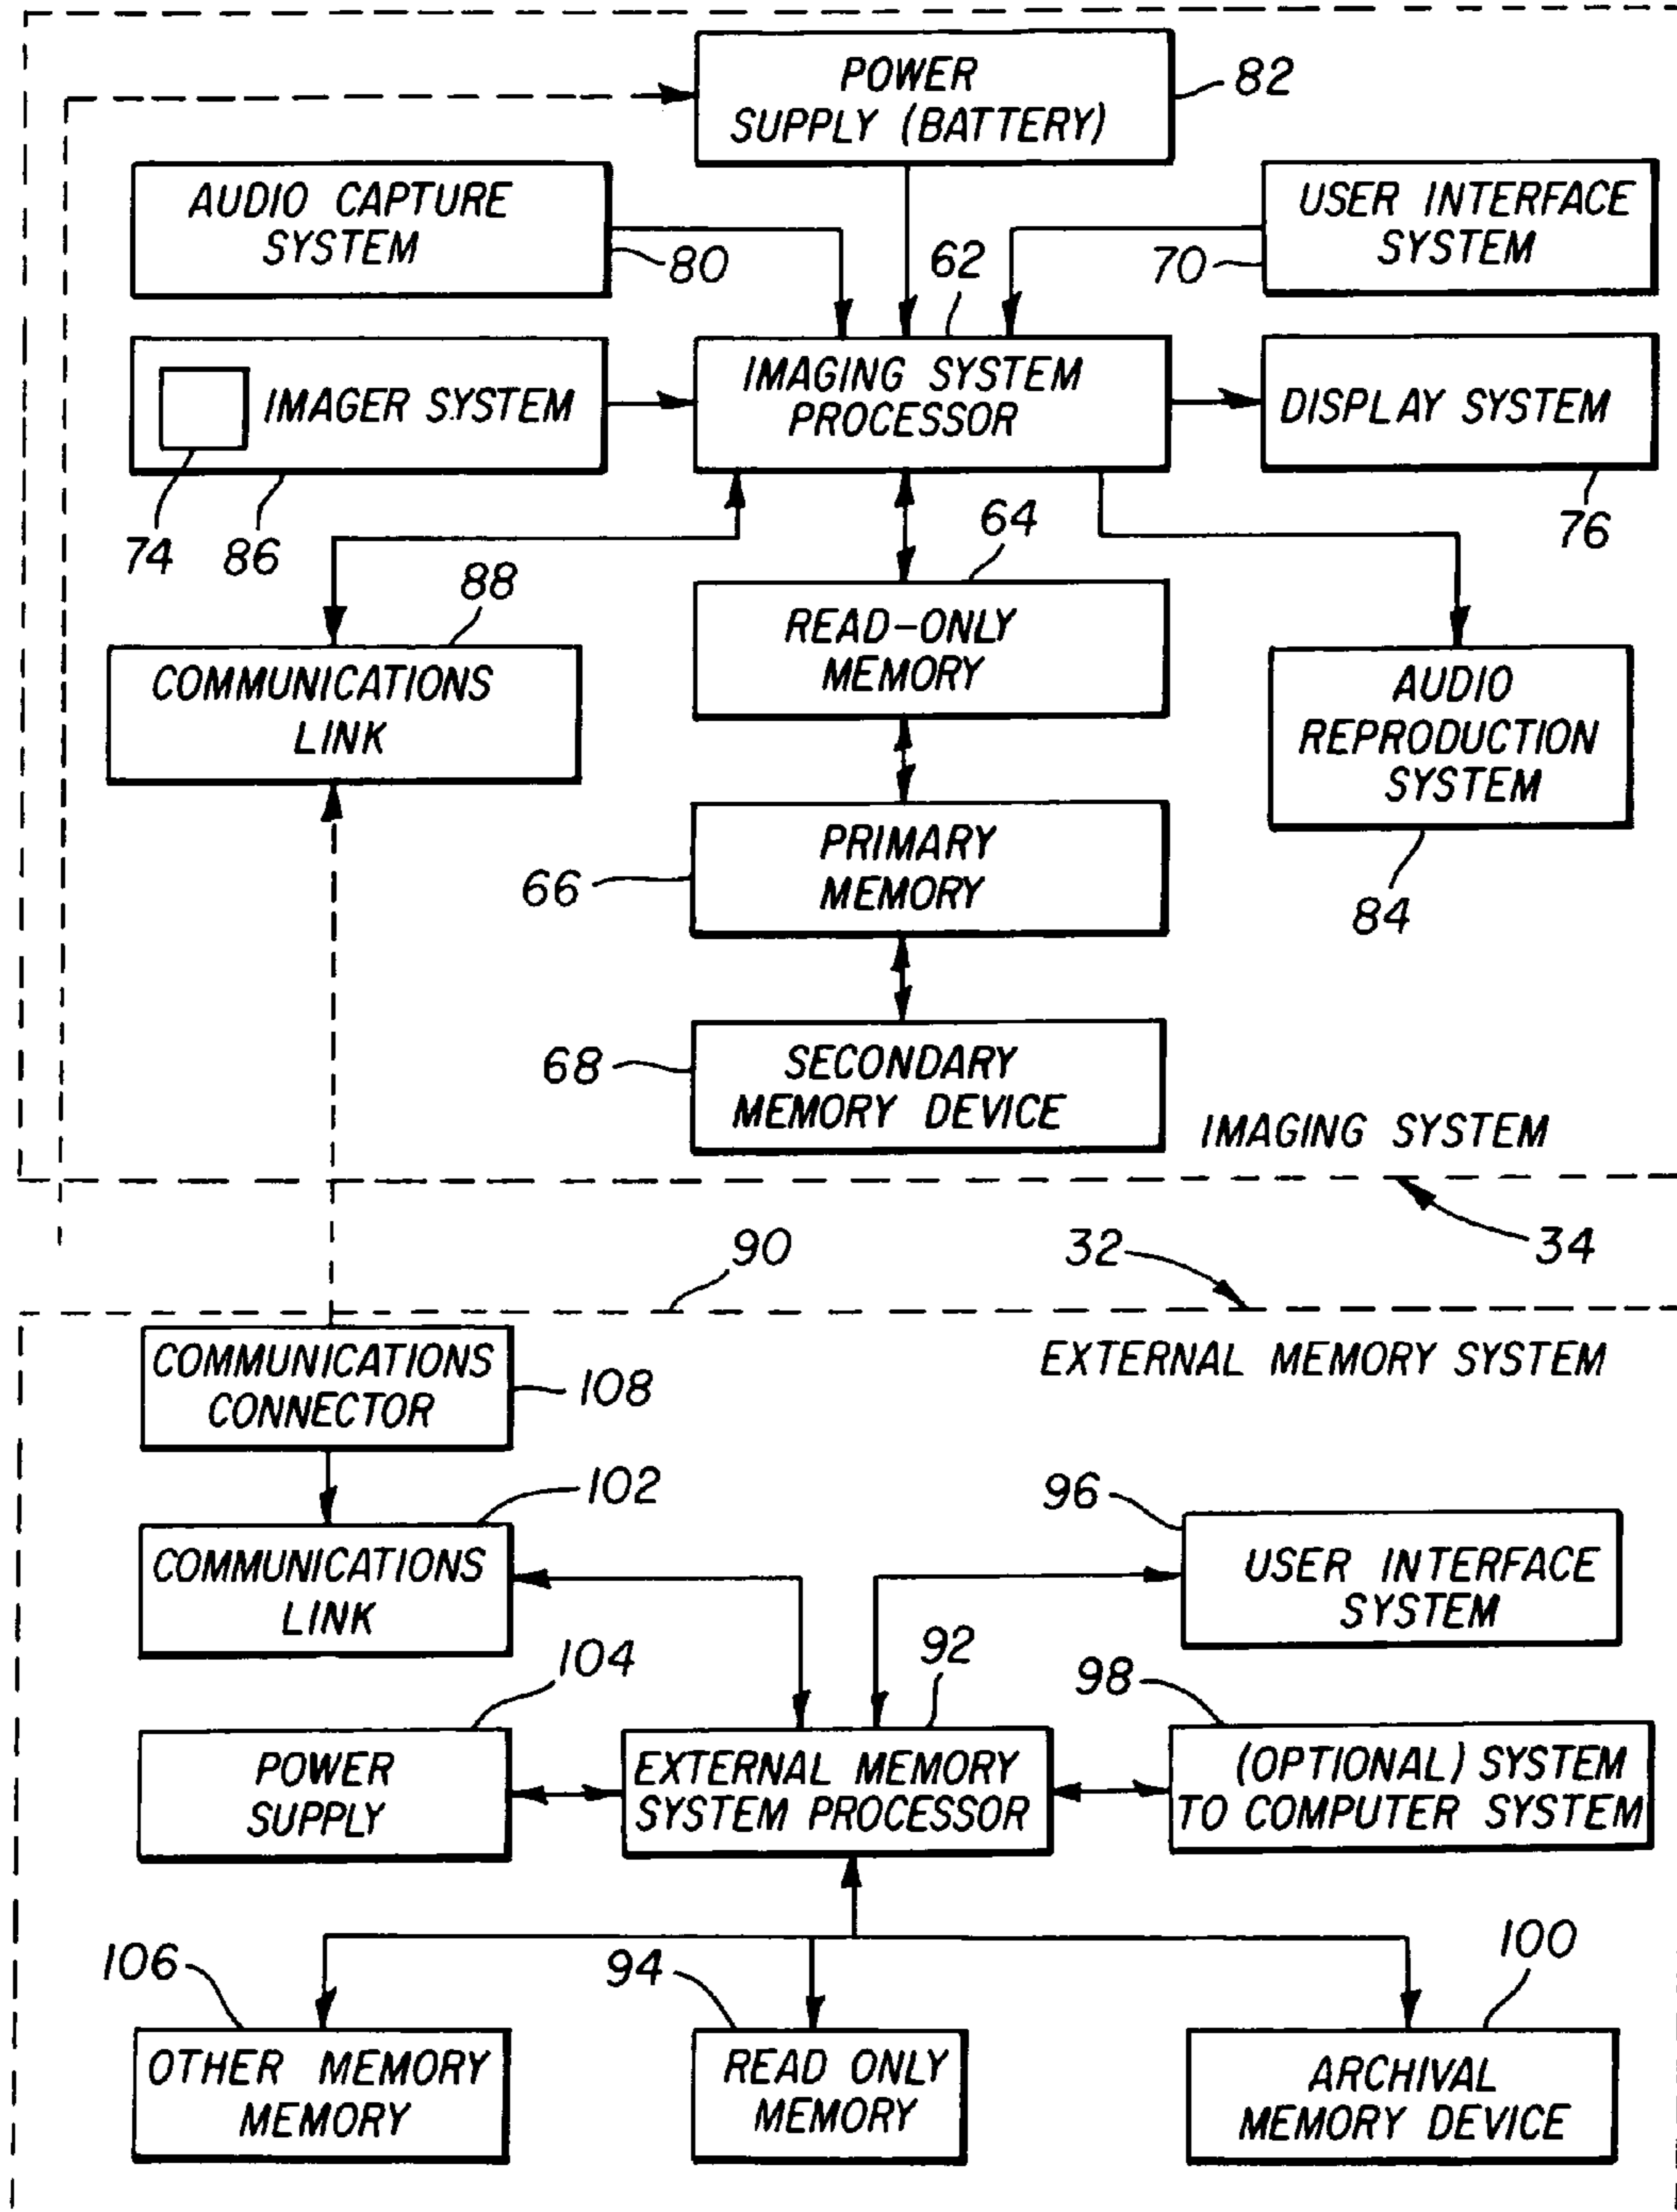 POWER
SUPPLY (BATTERY)
82
AUDIO CAPTURE
SYSTEM
80
62
70
USER INTERFACE
SYSTEM
IMAGER SYSTEM
IMAGING SYSTEM
PROCESSOR
DISPLAY SYSTEM
74
86
88
64
76
COMMUNICATIONS
LINK
READ-ONLY
MEMORY
AUDIO
REPRODUCTION
SYSTEM
84
66
PRIMARY
MEMORY
68
SECONDARY
MEMORY DEVICE
IMAGING SYSTEM
34
90
32
EXTERNAL MEMORY SYSTEM
COMMUNICATIONS
CONNECTOR
108
102
COMMUNICATIONS
LINK
96
USER INTERFACE
SYSTEM
104
92
98
POWER
SUPPLY
EXTERNAL MEMORY
SYSTEM PROCESSOR
(OPTIONAL) SYSTEM
TO COMPUTER SYSTEM
106
94
100
OTHER MEMORY
MEMORY
READ ONLY
MEMORY
ARCHIVAL
MEMORY DEVICE